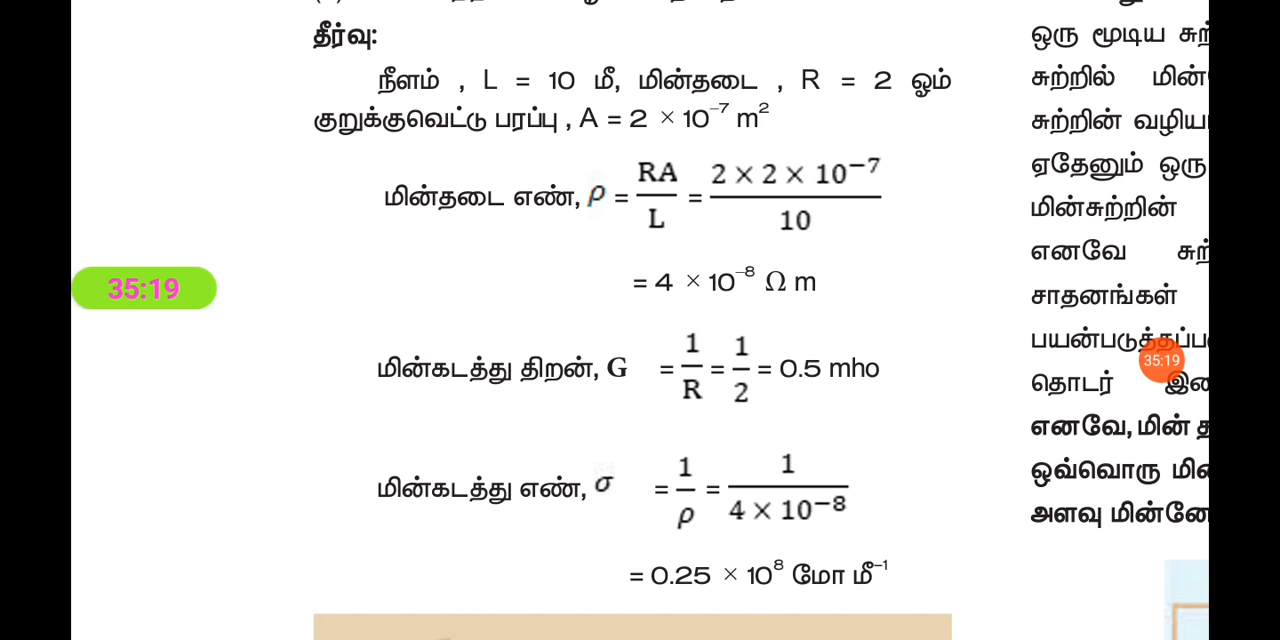 தீர்வு:
நீளம் , L = 10 மீ, மின்தடை , R = 2 ஓம்
குறுக்குவெட்டு பரப்பு , A = 2 × 10⁻⁷ m²
மின்தடை எண், ρ = RA/L = 2 × 2 × 10⁻⁷/10
= 4 × 10⁻⁸ Ω m
மின்கடத்து திறன், G = 1/R = 1/2 = 0.5 mho
மின்கடத்து எண், σ = 1/ρ = 1/4 × 10⁻⁸
= 0.25 × 10⁸ மோ மீ⁻¹
35:19
ஒரு மூடிய
சுற்றில்
சுற்றின்
ஏதேனும் ஒரு
மின்சுற்றின்
எனவே
சாதனங்கள்
35:19
தொடர்
எனவே, மின்
ஒவ்வொரு
அளவு